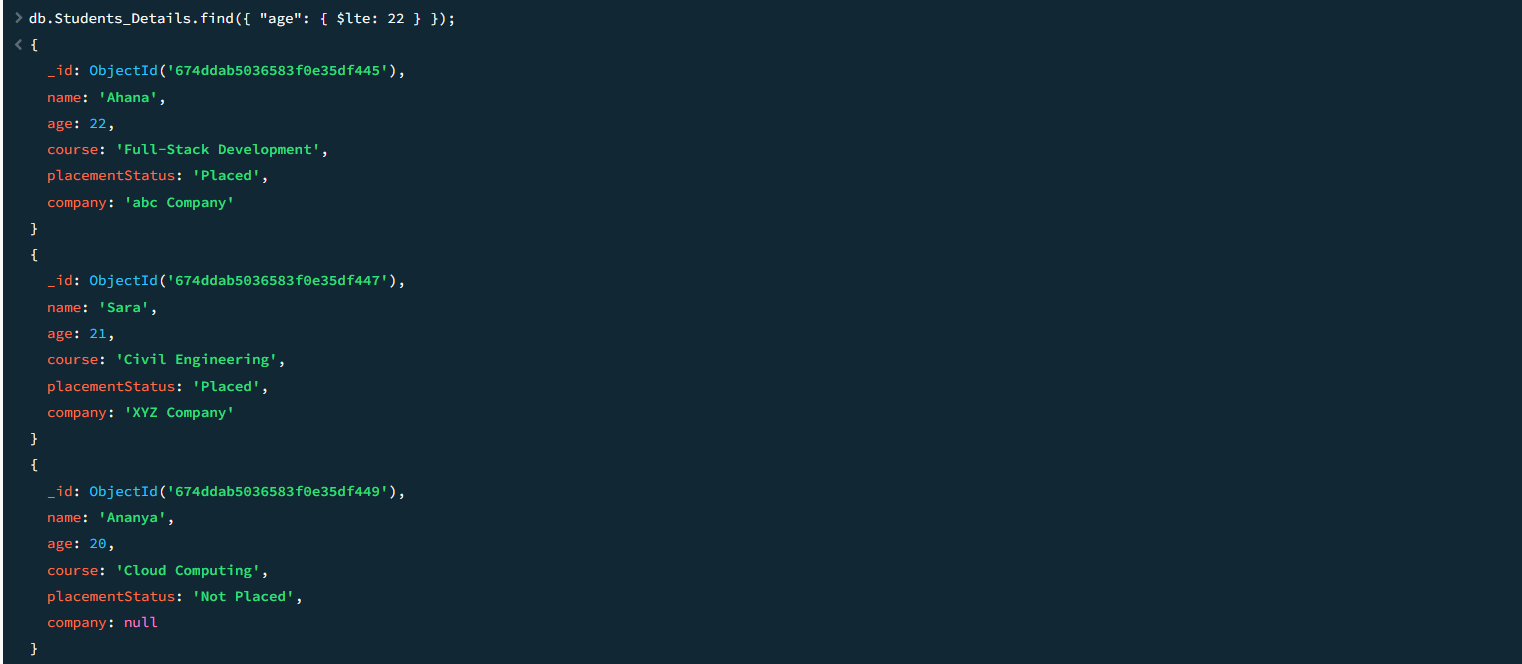 > db.Students_Details.find({ "age": { $lte: 22 } });
< {
_id: ObjectId('674ddab5036583f0e35df445'),
name: 'Ahana',
age: 22,
course: 'Full-Stack Development',
placementStatus: 'Placed',
company: 'abc Company'
}
{
_id: ObjectId('674ddab5036583f0e35df447'),
name: 'Sara',
age: 21,
course: 'Civil Engineering',
placementStatus: 'Placed',
company: 'XYZ Company'
}
{
_id: ObjectId('674ddab5036583f0e35df449'),
name: 'Ananya',
age: 20,
course: 'Cloud Computing',
placementStatus: 'Not Placed',
company: null
}